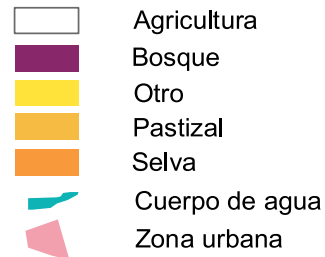 Agricultura
Bosque
Otro
Pastizal
Selva
Cuerpo de agua
Zona urbana